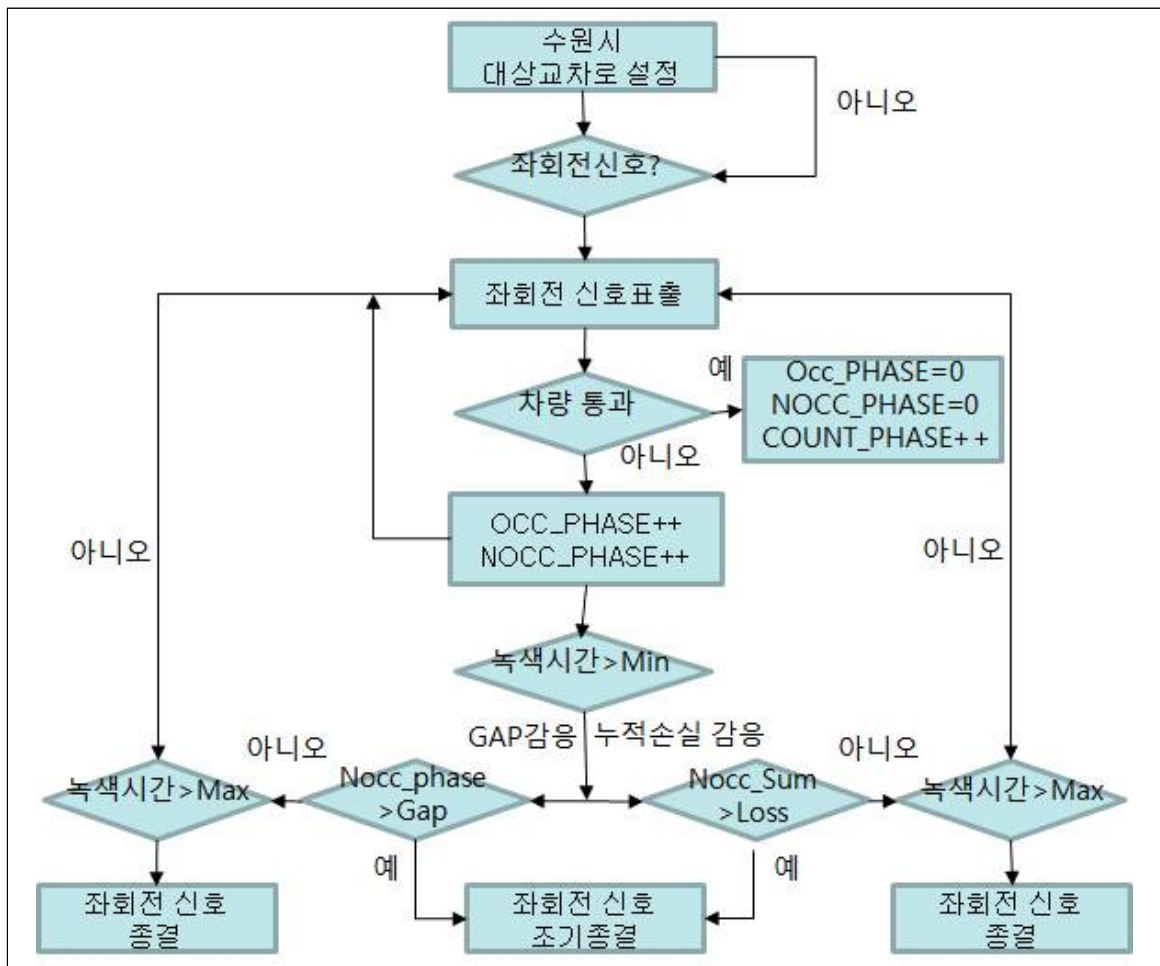 수원시
대상교차로 설정
아니오
좌회전신호?
좌회전 신호표출
차량 통과
예
Occ_PHASE=0
NOCC_PHASE=0
COUNT_PHASE++
아니오
OCC_PHASE++
NOCC_PHASE++
아니오
아니오
녹색시간>Min
GAP감응
누적손실 감응
아니오
아니오
녹색시간>Max
Nocc_phase
>Gap
Nocc_Sum
>Loss
녹색시간>Max
예
예
좌회전 신호
종결
좌회전 신호
조기종결
좌회전 신호
종결